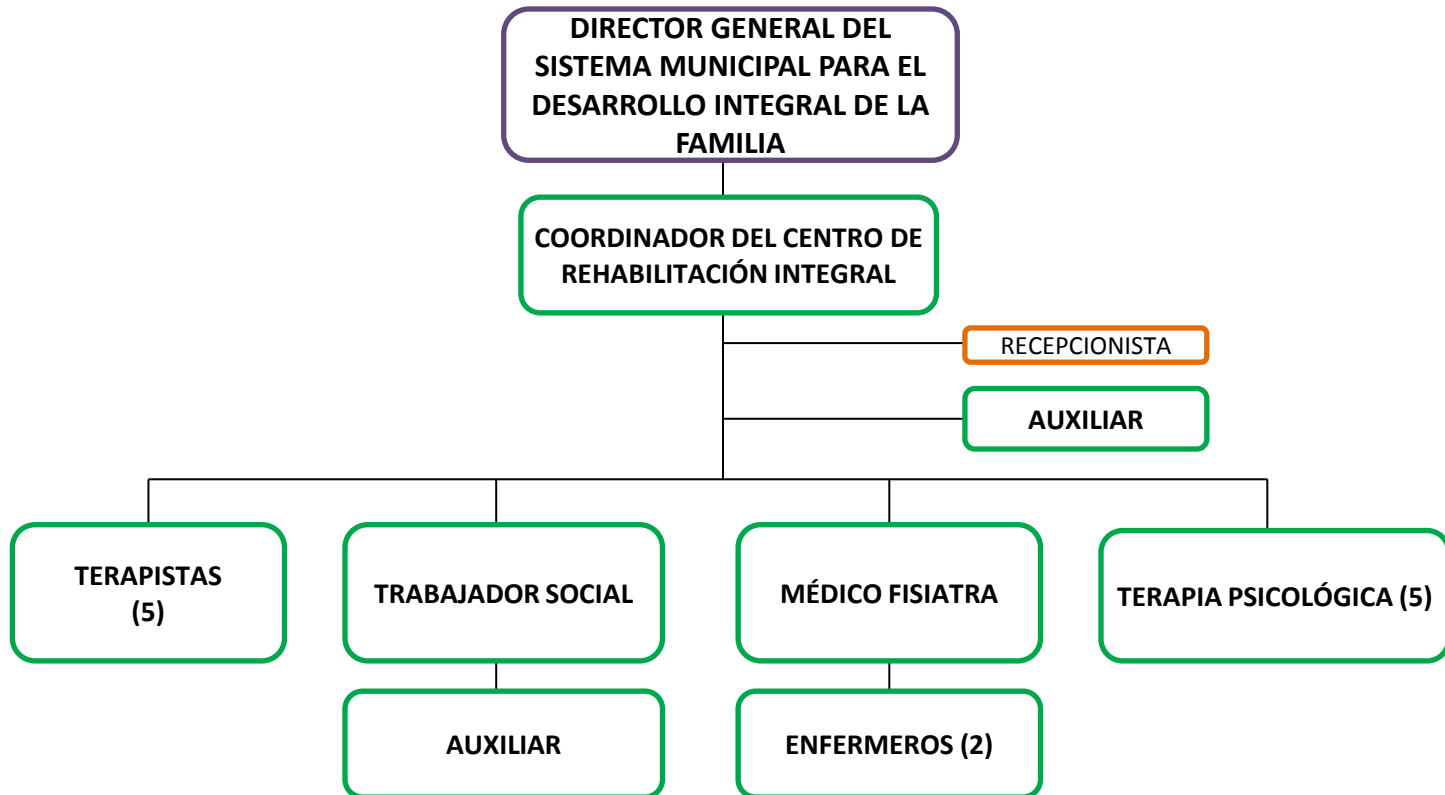 DIRECTOR GENERAL DEL
SISTEMA MUNICIPAL PARA EL
DESARROLLO INTEGRAL DE LA
FAMILIA
COORDINADOR DEL CENTRO DE
REHABILITACIÓN INTEGRAL
RECEPCIONISTA
AUXILIAR
TERAPISTAS
(5)
TRABAJADOR SOCIAL
MÉDICO FISIATRA
TERAPIA PSICOLÓGICA (5)
AUXILIAR
ENFERMEROS (2)